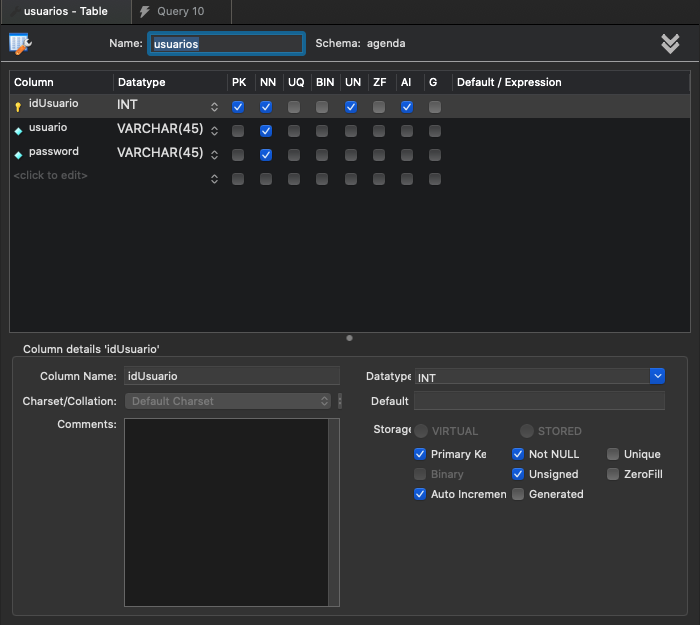 usuarios - Table
Query 10
Name: usuarios Schema: agenda
Column Datatype PK NN UQ BIN UN ZF AI G Default / Expression
idUsuario INT
usuario VARCHAR(45)
password VARCHAR(45)
<click to edit>
Column details 'idUsuario'
Column Name: idUsuario Datatype INT
Charset/Collation: Default Charset Default
Comments: Storage VIRTUAL STORED
Primary Ke Not NULL Unique
Binary Unsigned ZeroFill
Auto Incremen Generated